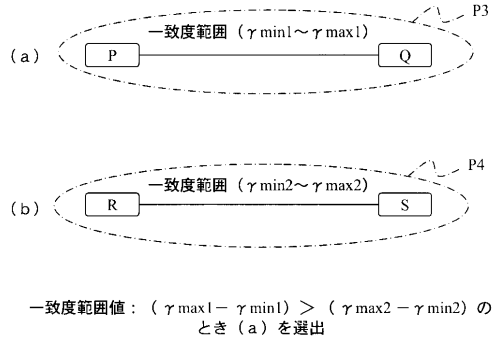 P3
一致度範囲（γmin1～γmax1）
(a)
P
Q
P4
一致度範囲（γmin2～γmax2）
(b)
R
S
一致度範囲値：（γmax1－γmin1）＞（γmax2－γmin2）の
とき（a）を選出